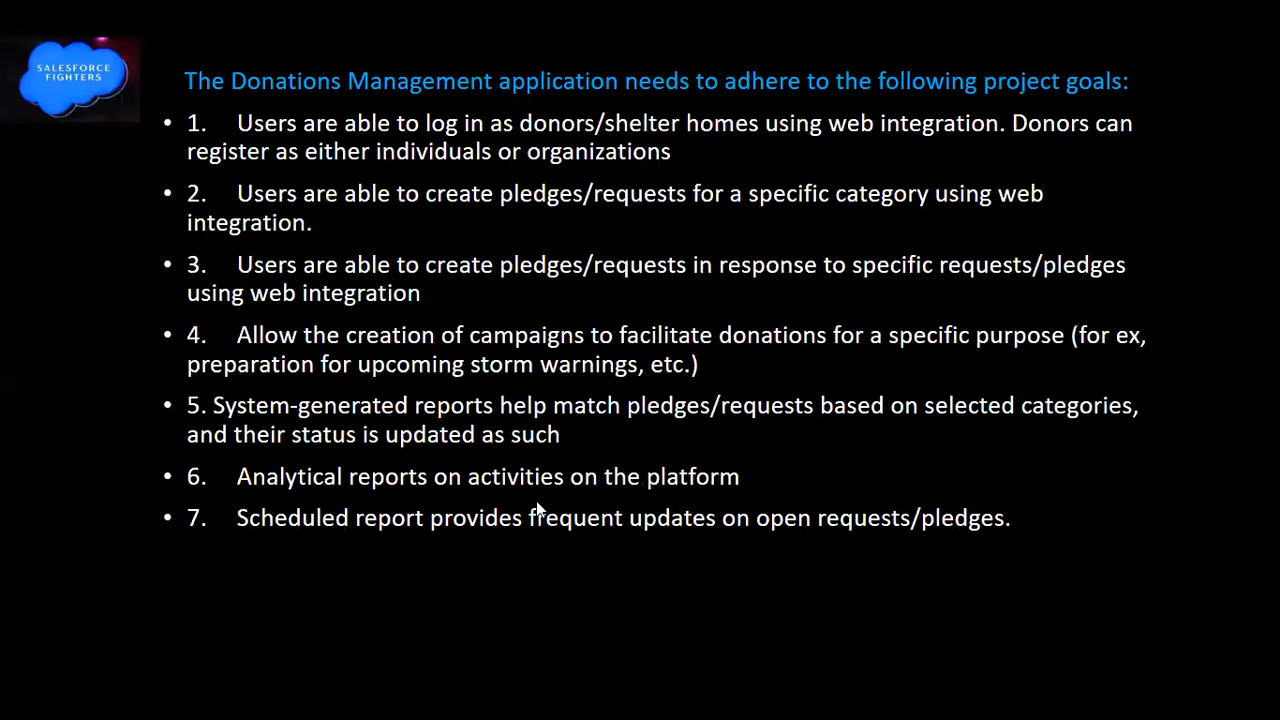 SALESFORCE
FIGHTERS
The Donations Management application needs to adhere to the following project goals:
• 1. Users are able to log in as donors/shelter homes using web integration. Donors can
register as either individuals or organizations
• 2. Users are able to create pledges/requests for a specific category using web
integration.
• 3. Users are able to create pledges/requests in response to specific requests/pledges
using web integration
• 4. Allow the creation of campaigns to facilitate donations for a specific purpose (for ex,
preparation for upcoming storm warnings, etc.)
• 5. System-generated reports help match pledges/requests based on selected categories,
and their status is updated as such
• 6. Analytical reports on activities on the platform
• 7. Scheduled report provides frequent updates on open requests/pledges.